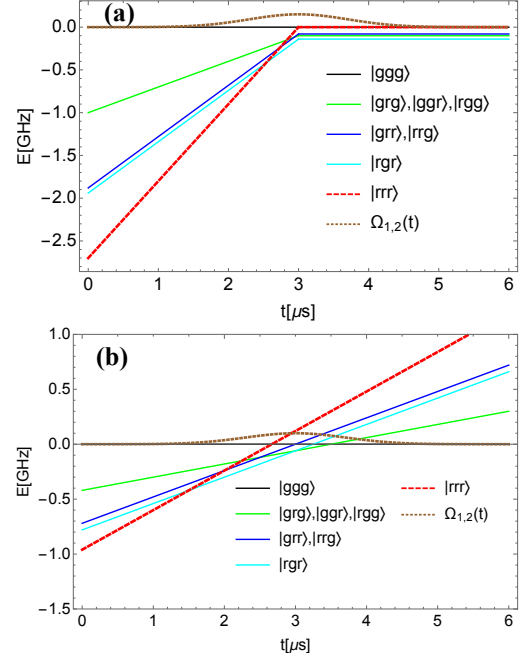 (a)
E[GHz]
0.0
−0.5
−1.0
−1.5
−2.0
−2.5
|ggg⟩
|grg⟩,|ggr⟩,|rgg⟩
|grr⟩,|rrg⟩
|rgr⟩
|rrr⟩
Ω1,2(t)
0 1 2 3 4 5 6
t[μs]
(b)
E[GHz]
1.0
0.5
0.0
−0.5
−1.0
−1.5
|ggg⟩ |rrr⟩
|grg⟩,|ggr⟩,|rgg⟩ Ω1,2(t)
|grr⟩,|rrg⟩
|rgr⟩
0 1 2 3 4 5 6
t[μs]